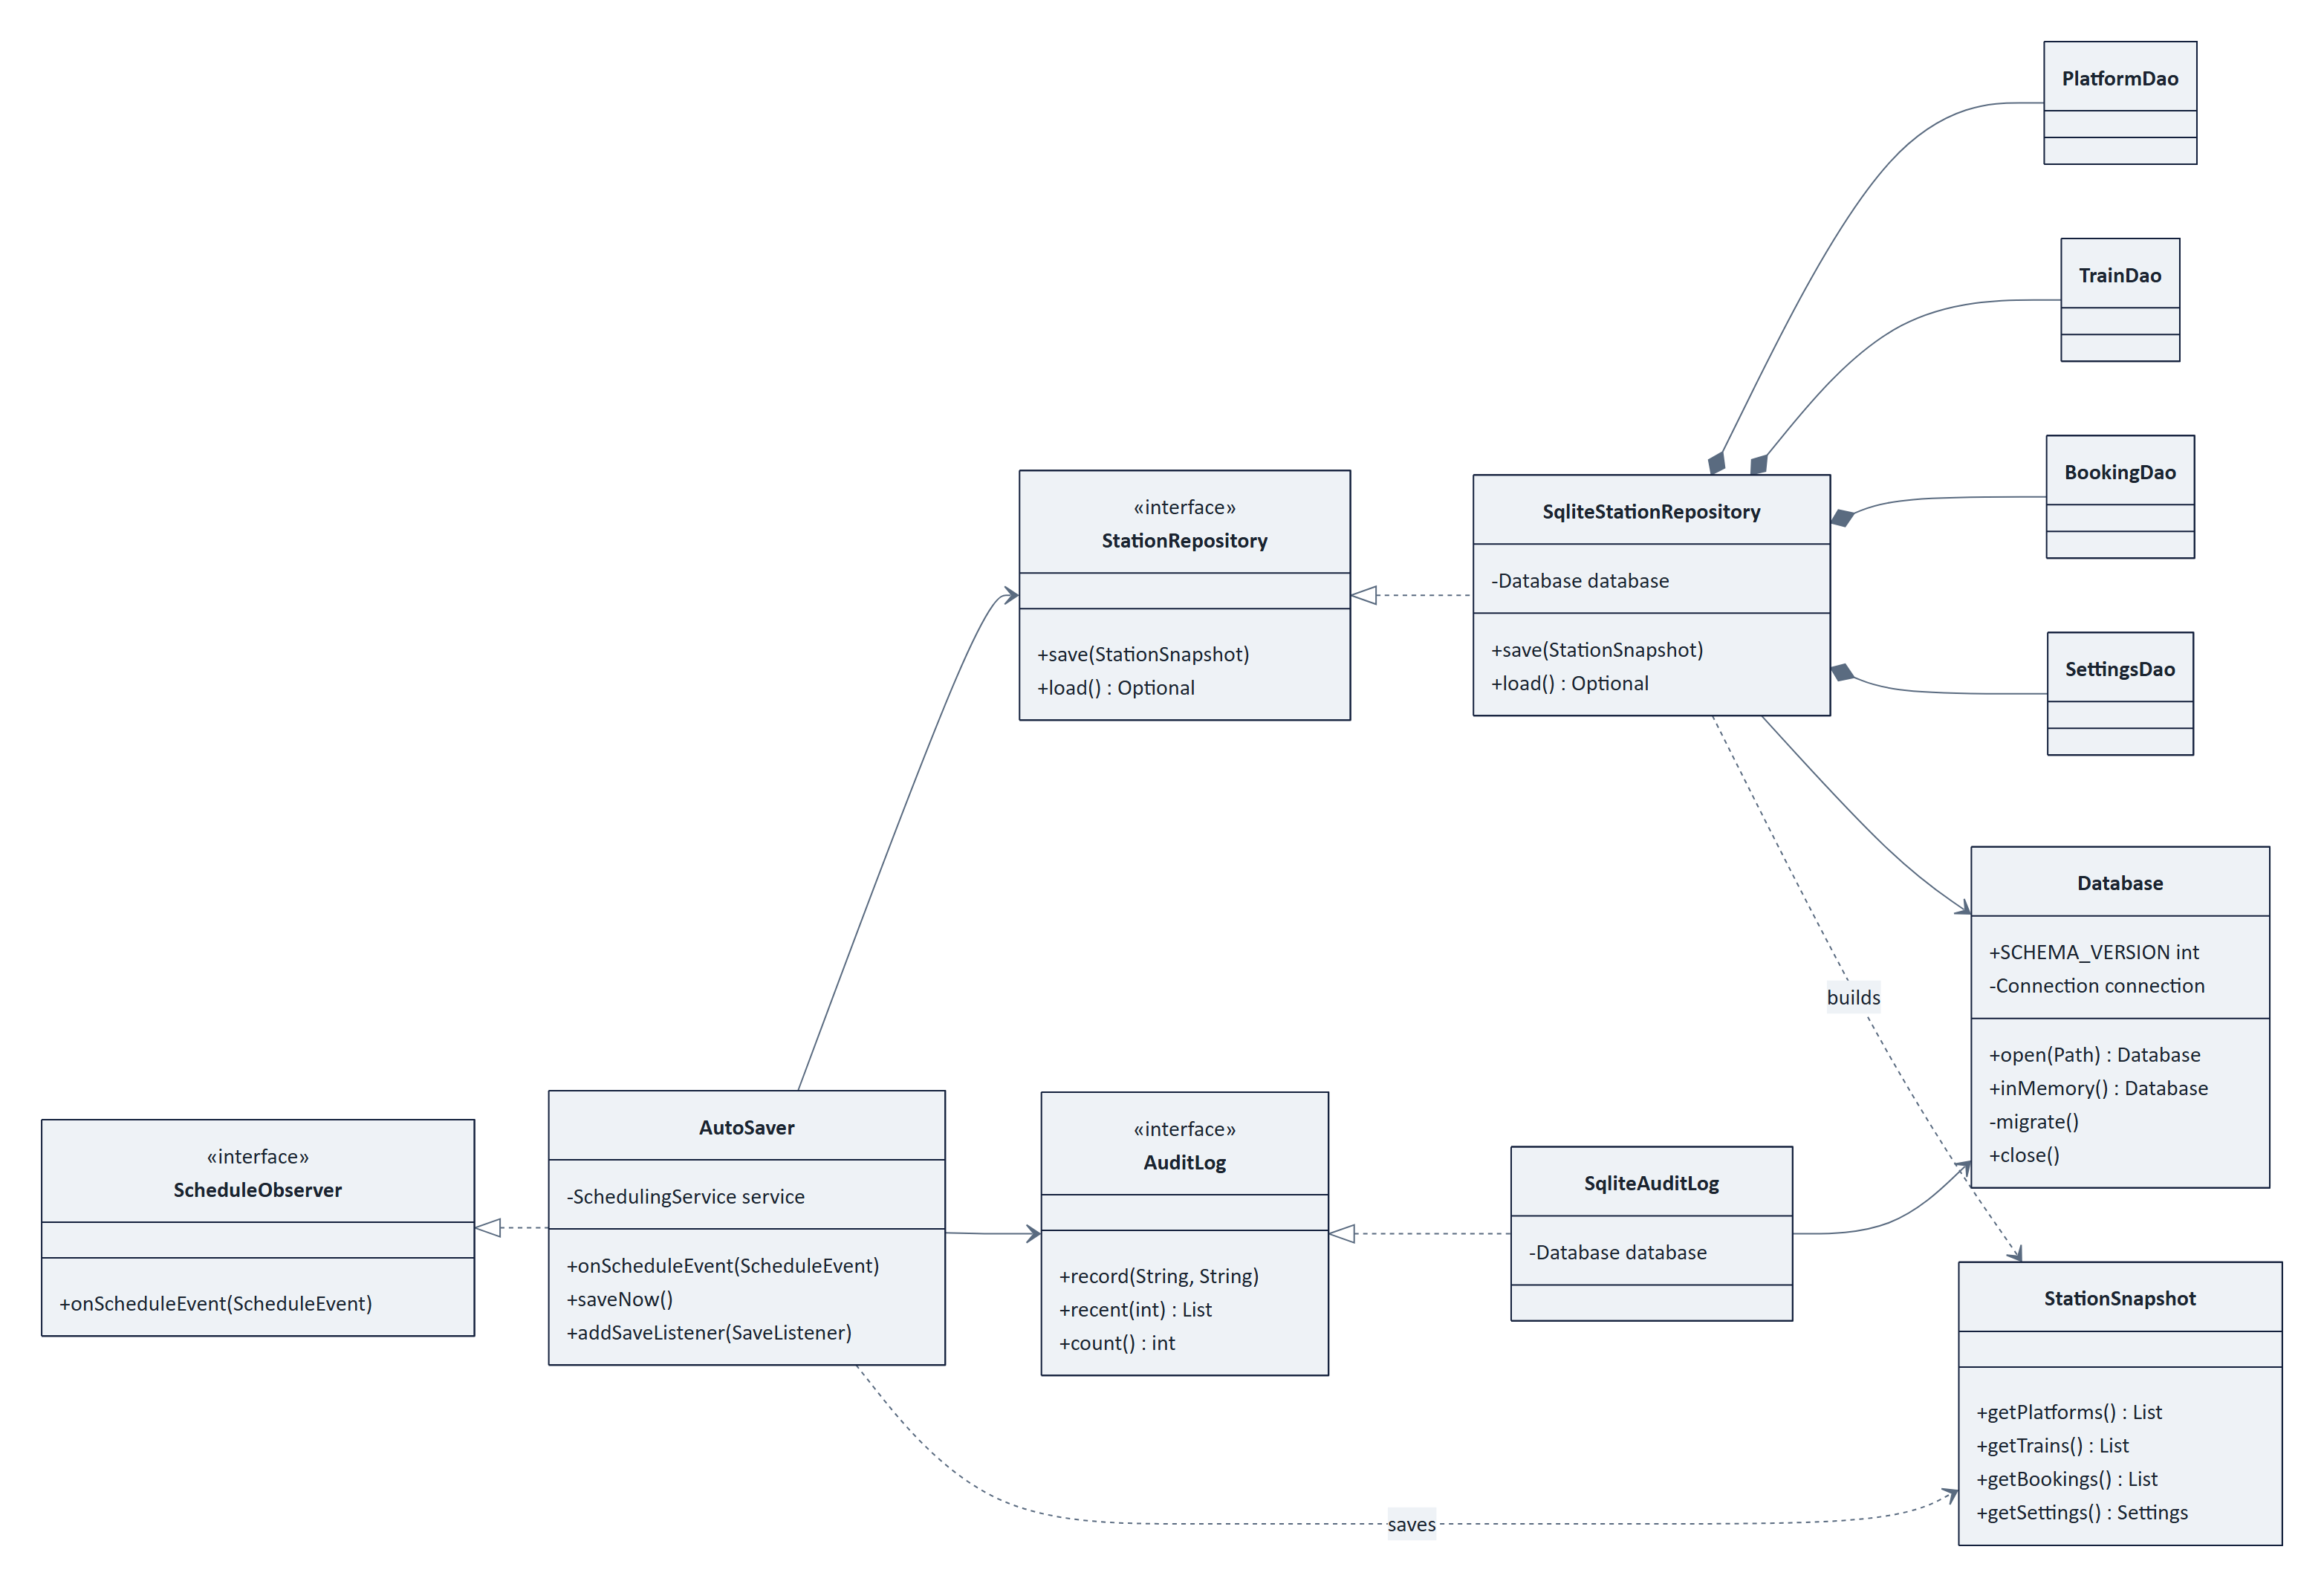 PlatformDao
TrainDao
BookingDao
SettingsDao
«interface»
StationRepository
+save(StationSnapshot)
+load() : Optional
SqliteStationRepository
-Database database
+save(StationSnapshot)
+load() : Optional
Database
+SCHEMA_VERSION int
-Connection connection
+open(Path) : Database
+inMemory() : Database
-migrate()
+close()
builds
«interface»
ScheduleObserver
+onScheduleEvent(ScheduleEvent)
AutoSaver
-SchedulingService service
+onScheduleEvent(ScheduleEvent)
+saveNow()
+addSaveListener(SaveListener)
«interface»
AuditLog
+record(String, String)
+recent(int) : List
+count() : int
SqliteAuditLog
-Database database
StationSnapshot
+getPlatforms() : List
+getTrains() : List
+getBookings() : List
+getSettings() : Settings
saves